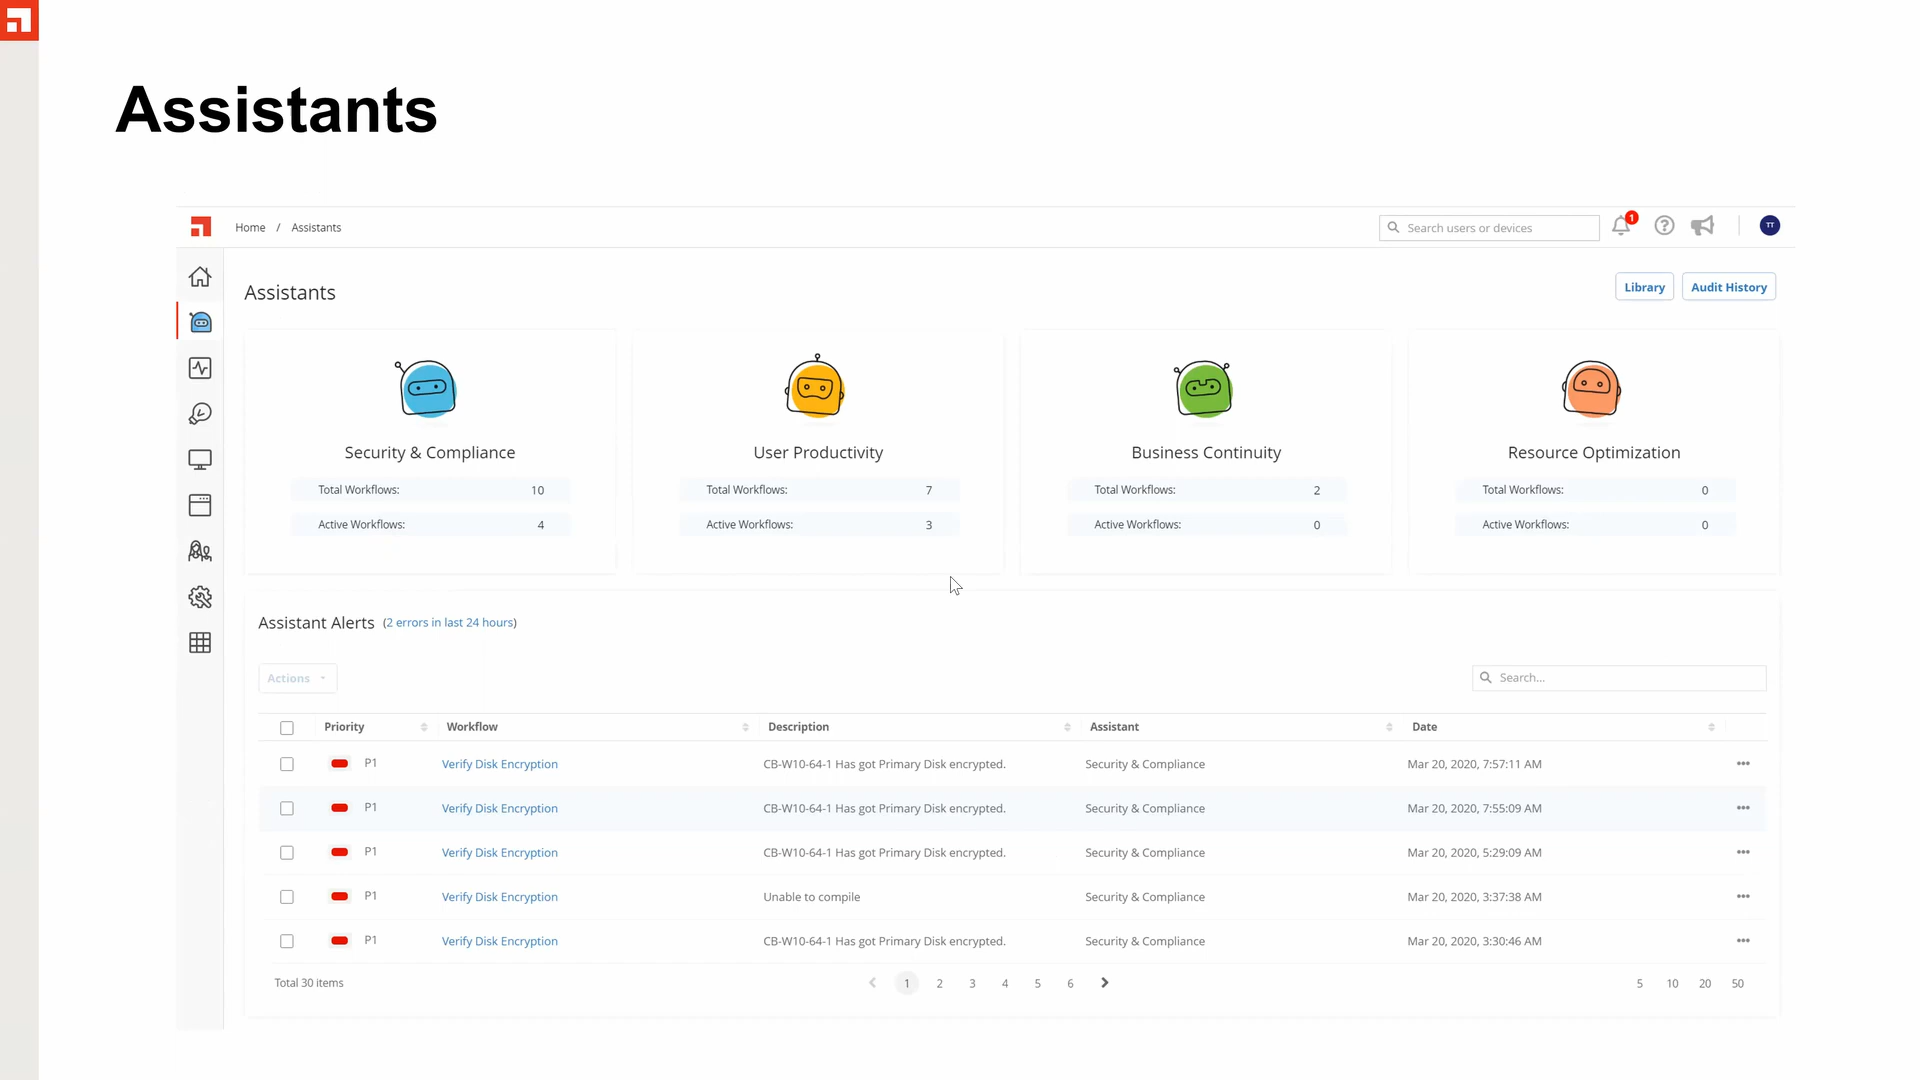 Assistants
Home / Assistants
Search users or devices
1
TT
Assistants
Library
Audit History
Security & Compliance
Total Workflows: 10
Active Workflows: 4
User Productivity
Total Workflows: 7
Active Workflows: 3
Business Continuity
Total Workflows: 2
Active Workflows: 0
Resource Optimization
Total Workflows: 0
Active Workflows: 0
Assistant Alerts (2 errors in last 24 hours)
Actions
Search...
Priority Workflow Description Assistant Date
P1 Verify Disk Encryption CB-W10-64-1 Has got Primary Disk encrypted. Security & Compliance Mar 20, 2020, 7:57:11 AM
P1 Verify Disk Encryption CB-W10-64-1 Has got Primary Disk encrypted. Security & Compliance Mar 20, 2020, 7:55:09 AM
P1 Verify Disk Encryption CB-W10-64-1 Has got Primary Disk encrypted. Security & Compliance Mar 20, 2020, 5:29:09 AM
P1 Verify Disk Encryption Unable to compile Security & Compliance Mar 20, 2020, 3:37:38 AM
P1 Verify Disk Encryption CB-W10-64-1 Has got Primary Disk encrypted. Security & Compliance Mar 20, 2020, 3:30:46 AM
Total 30 items 1 2 3 4 5 6 5 10 20 50